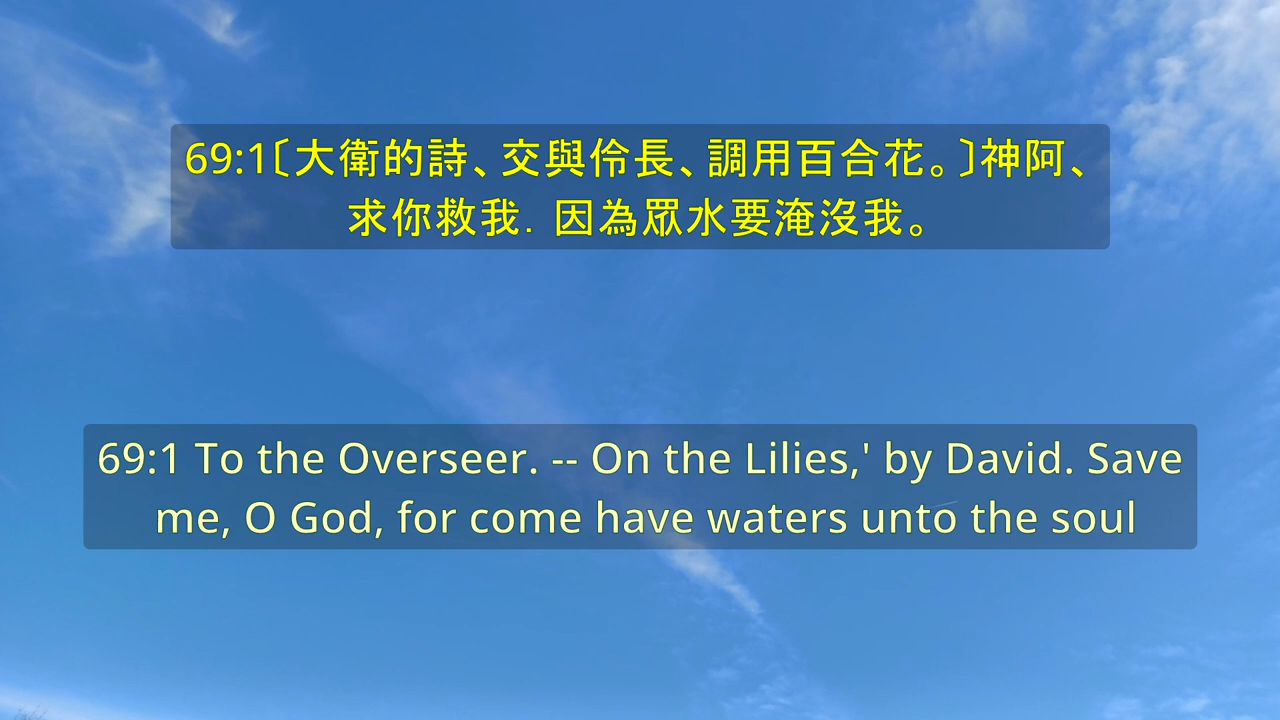 69:1〔大衛的詩、交與伶長、調用百合花。〕神阿、
求你救我．因為眾水要淹沒我。
69:1 To the Overseer. -- On the Lilies,' by David. Save
me, O God, for come have waters unto the soul